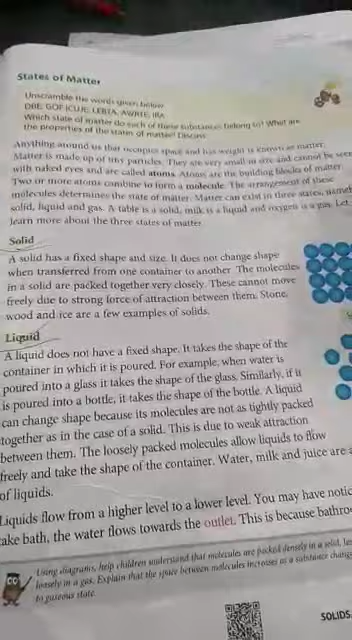 States of Matter
Unscramble the words given below.
DBE, GOF, ICUJE, LEBTA, AWRTE, IRA
Which state of matter do each of these substances belong to? What are
the properties of the states of matter? Discuss.
Anything around us that occupies space and has weight is known as matter.
Matter is made up of tiny particles. They are very small in size and cannot be seen
with naked eyes and are called atoms. Atoms are the building blocks of matter.
Two or more atoms combine to form a molecule. The arrangement of these
molecules determines the state of matter. Matter can exist in three states, namel
solid, liquid and gas. A table is a solid, milk is a liquid and oxygen is a gas. Let
learn more about the three states of matter.
Solid
A solid has a fixed shape and size. It does not change shape
when transferred from one container to another. The molecules
in a solid are packed together very closely. These cannot move
freely due to strong force of attraction between them. Stone,
wood and ice are a few examples of solids.
Liquid
A liquid does not have a fixed shape. It takes the shape of the
container in which it is poured. For example, when water is
poured into a glass it takes the shape of the glass. Similarly, if it
is poured into a bottle, it takes the shape of the bottle. A liquid
can change shape because its molecules are not as tightly packed
together as in the case of a solid. This is due to weak attraction
between them. The loosely packed molecules allow liquids to flow
freely and take the shape of the container. Water, milk and juice are
of liquids.
Liquids flow from a higher level to a lower level. You may have notic
ake bath, the water flows towards the outlet. This is because bathro
Using diagrams, help children understand that molecules are packed densely in a solid, les
loosely in a gas. Explain that the space between molecules increases as a substance chang
to gaseous state.
SOLIDS,